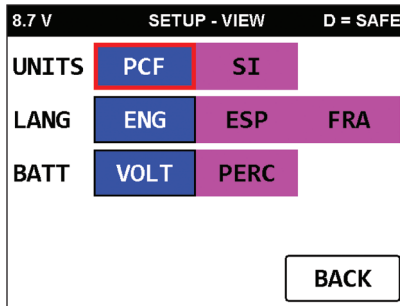 8.7 V SETUP - VIEW D = SAFE
UNITS PCF SI
LANG ENG ESP FRA
BATT VOLT PERC
BACK